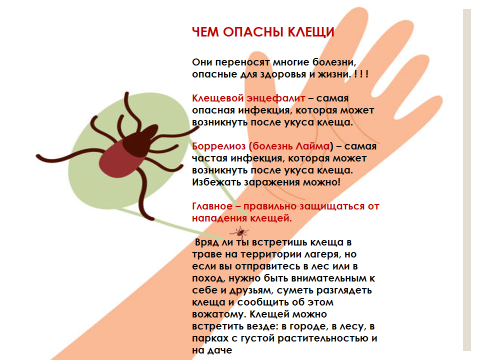 ЧЕМ ОПАСНЫ КЛЕЩИ
Они переносят многие болезни,
опасные для здоровья и жизни. ! ! !
Клещевой энцефалит – самая
опасная инфекция, которая может
возникнуть после укуса клеща.
Боррелиоз (болезнь Лайма) – самая
частая инфекция, которая может
возникнуть после укуса клеща.
Избежать заражения можно!
Главное – правильно защищаться от
нападения клещей.
Вряд ли ты встретишь клеща в
траве на территории лагеря, но
если вы отправитесь в лес или в
поход, нужно быть внимательным к
себе и друзьям, суметь разглядеть
клеща и сообщить об этом
вожатому. Клещей можно
встретить везде: в городе, в лесу, в
парках с густой растительностью и
на даче